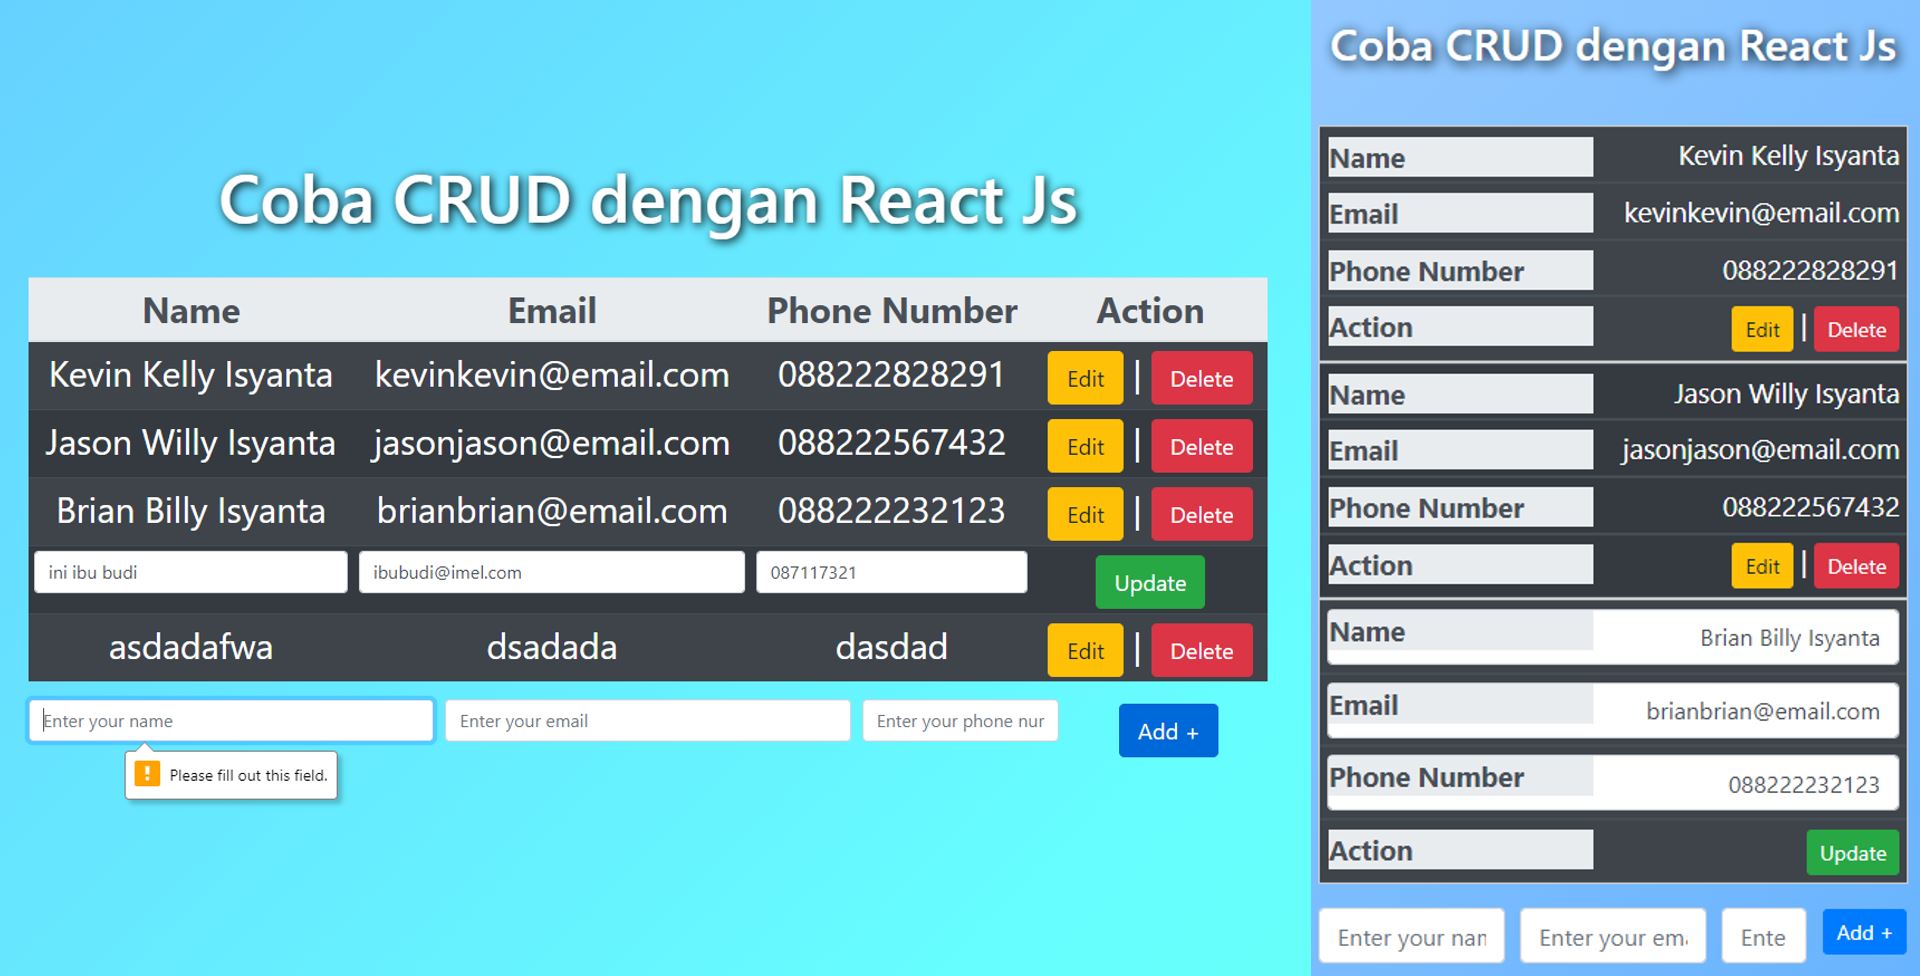 Coba CRUD dengan React Js
Name Email Phone Number Action
Kevin Kelly Isyanta kevinkevin@email.com 088222828291 Edit | Delete
Jason Willy Isyanta jasonjason@email.com 088222567432 Edit | Delete
Brian Billy Isyanta brianbrian@email.com 088222232123 Edit | Delete
ini ibu budi ibubudi@imel.com 087117321 Update
asdadafwa dsadada dasdad Edit | Delete
Enter your name Enter your email Enter your phone nur Add +
! Please fill out this field.
Coba CRUD dengan React Js
Name Kevin Kelly Isyanta
Email kevinkevin@email.com
Phone Number 088222828291
Action Edit | Delete
Name Jason Willy Isyanta
Email jasonjason@email.com
Phone Number 088222567432
Action Edit | Delete
Name Brian Billy Isyanta
Email brianbrian@email.com
Phone Number 088222232123
Action Update
Enter your nar Enter your ema Ente Add +